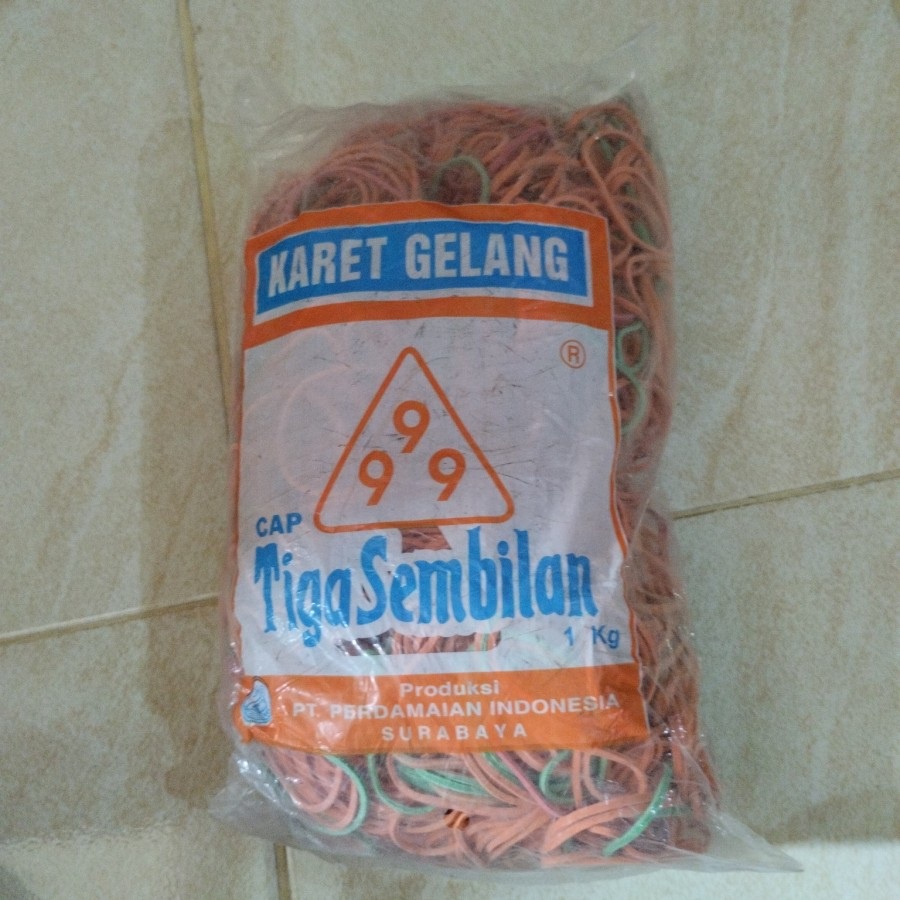 KARET GELANG
®
9
9 9
CAP
Tiga Sembilan
1 Kg
Produksi
PT. PERDAMAIAN INDONESIA
SURABAYA